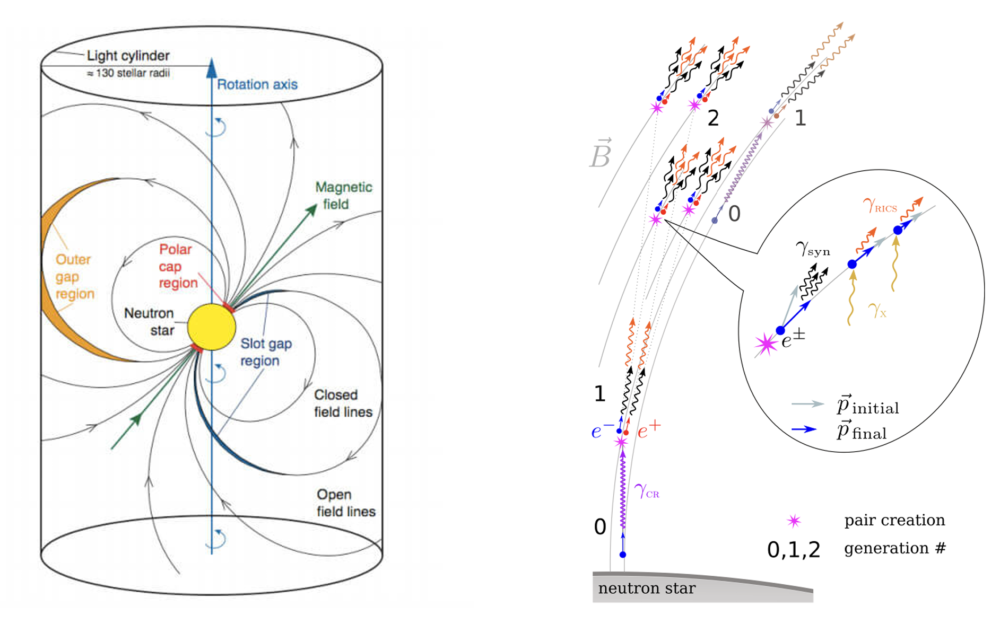 Light cylinder
≈ 130 stellar radii
Rotation axis
Magnetic
field
Polar
cap
region
Outer
gap
region
Neutron
star
Slot gap
region
Closed
field lines
Open
field lines
2
1
B⃗
0
γRICS
γsyn
γX
e±
p⃗initial
p⃗final
1
e− e+
γCR
0
pair creation
0,1,2 generation #
neutron star